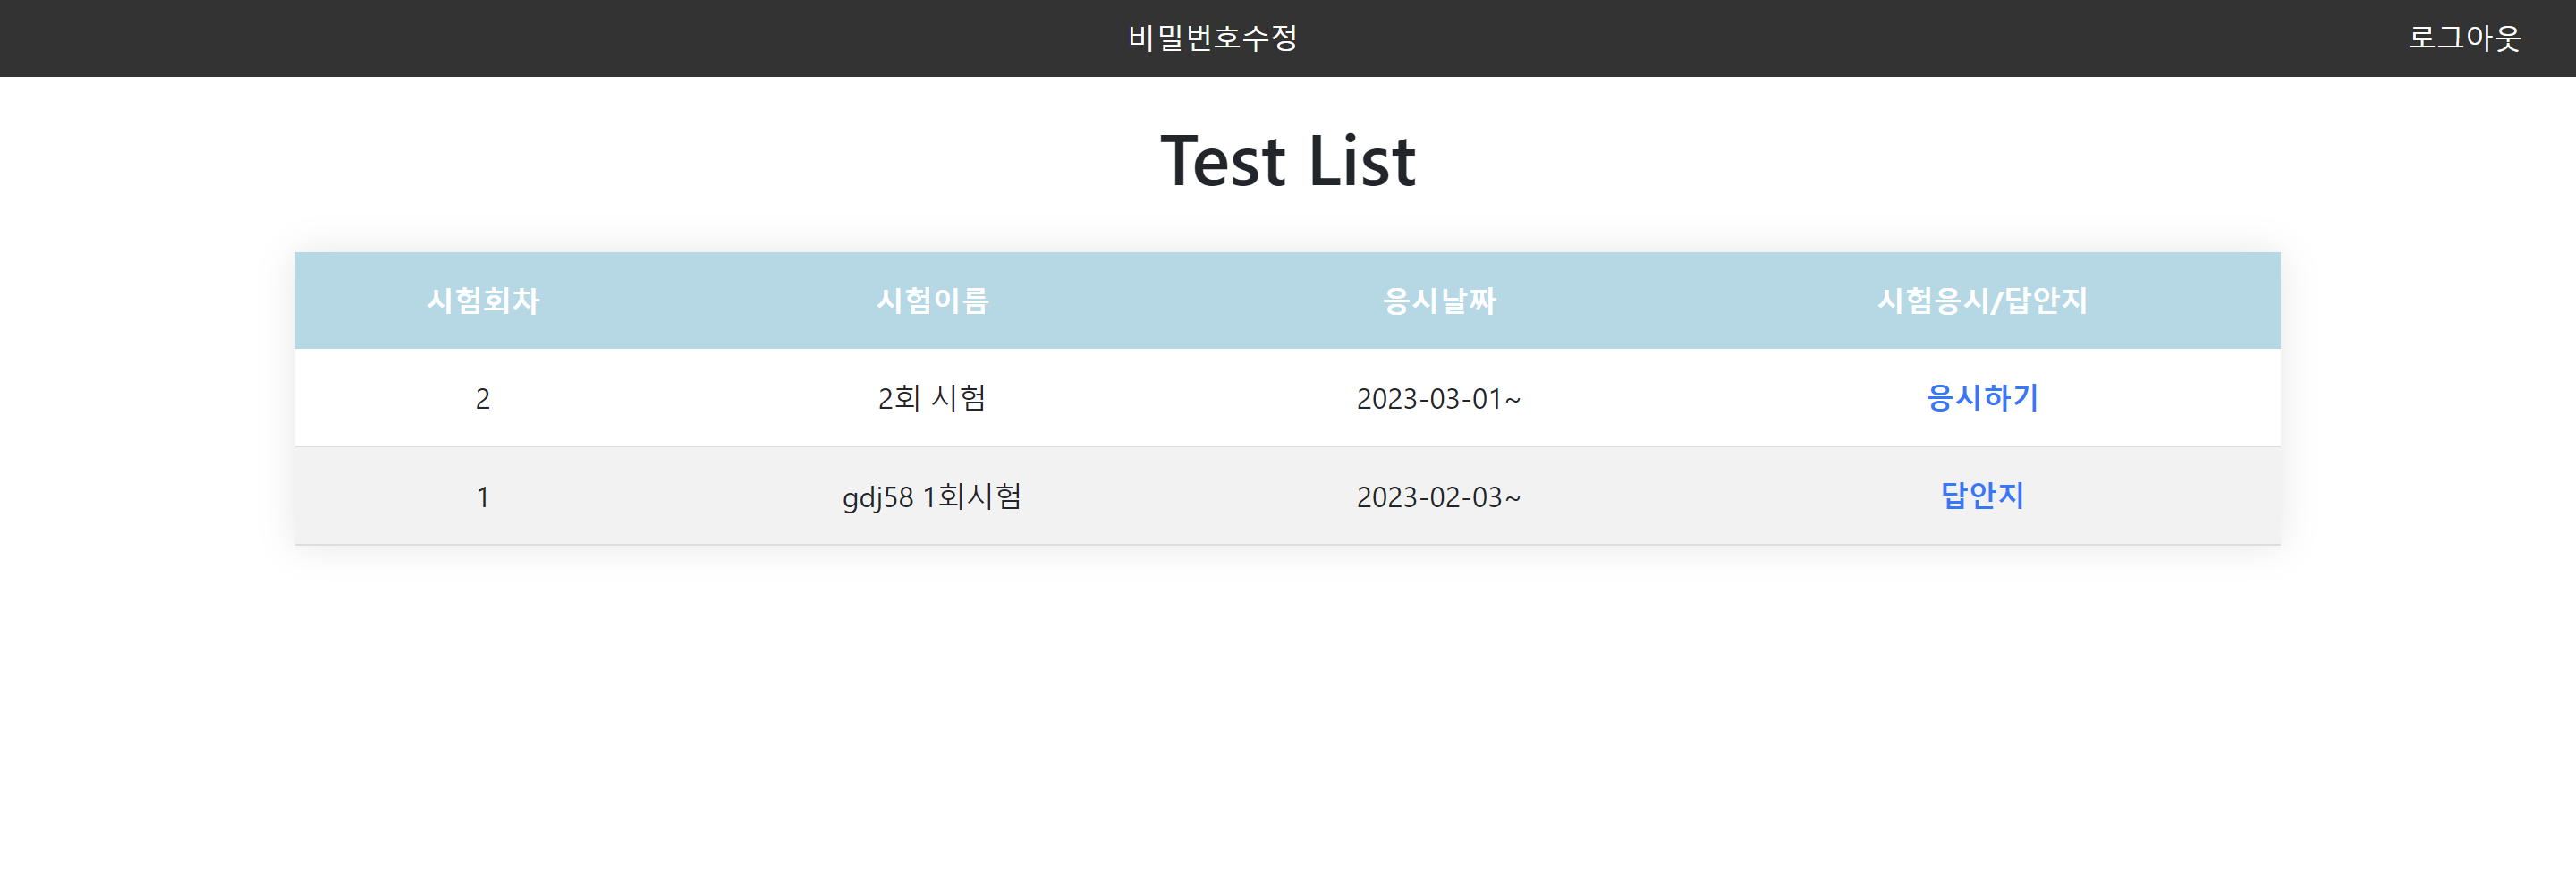 비밀번호수정 로그아웃
Test List
시험회차 시험이름 응시날짜 시험응시/답안지
2 2회 시험 2023-03-01~ 응시하기
1 gdj58 1회시험 2023-02-03~ 답안지